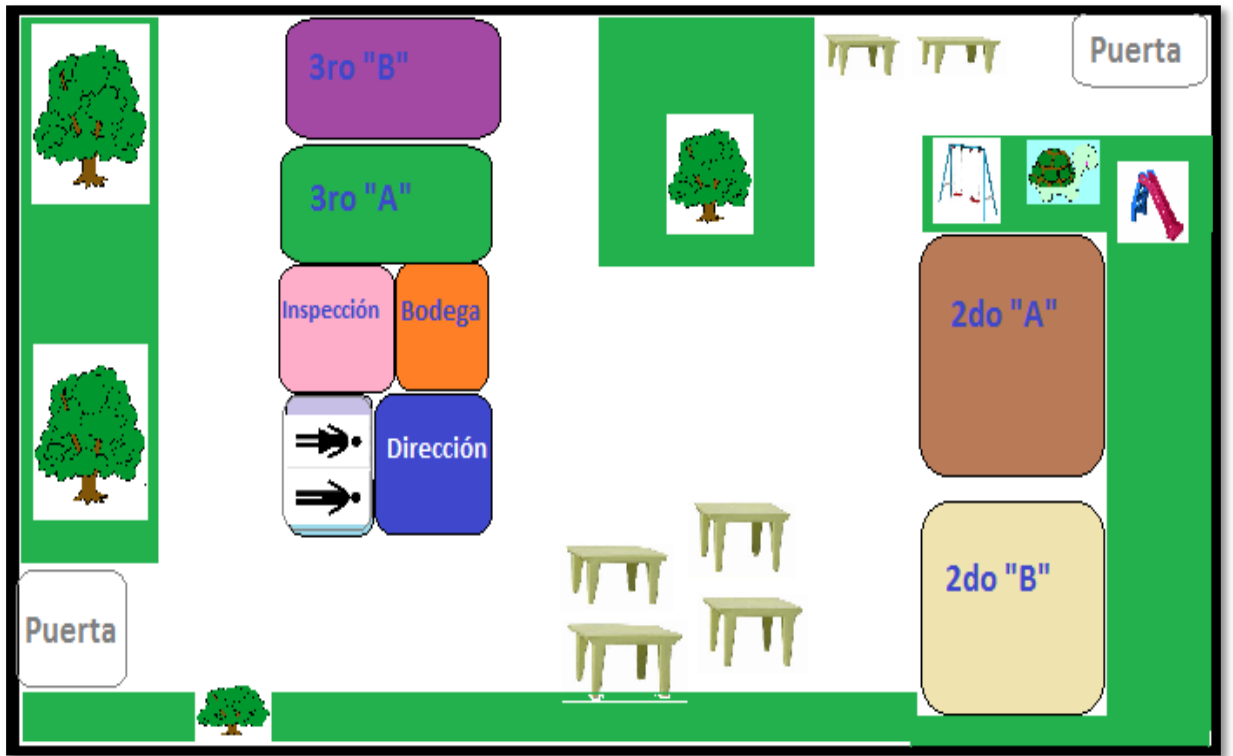 3ro "B"
Puerta
3ro "A"
Inspección
Bodega
2do "A"
Dirección
2do "B"
Puerta